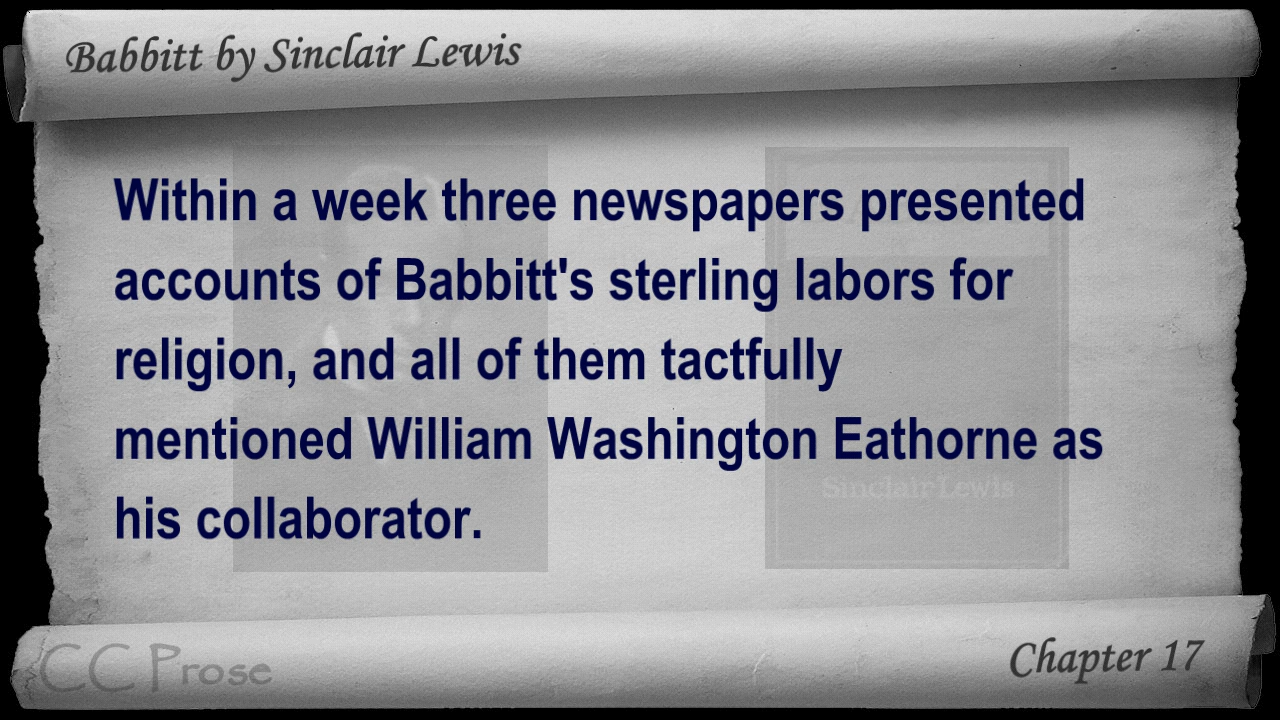 Babbitt by Sinclair Lewis
Within a week three newspapers presented
accounts of Babbitt's sterling labors for
religion, and all of them tactfully
mentioned William Washington Eathorne as
Sinclair Lewis
his collaborator.
CC Prose
Chapter 17